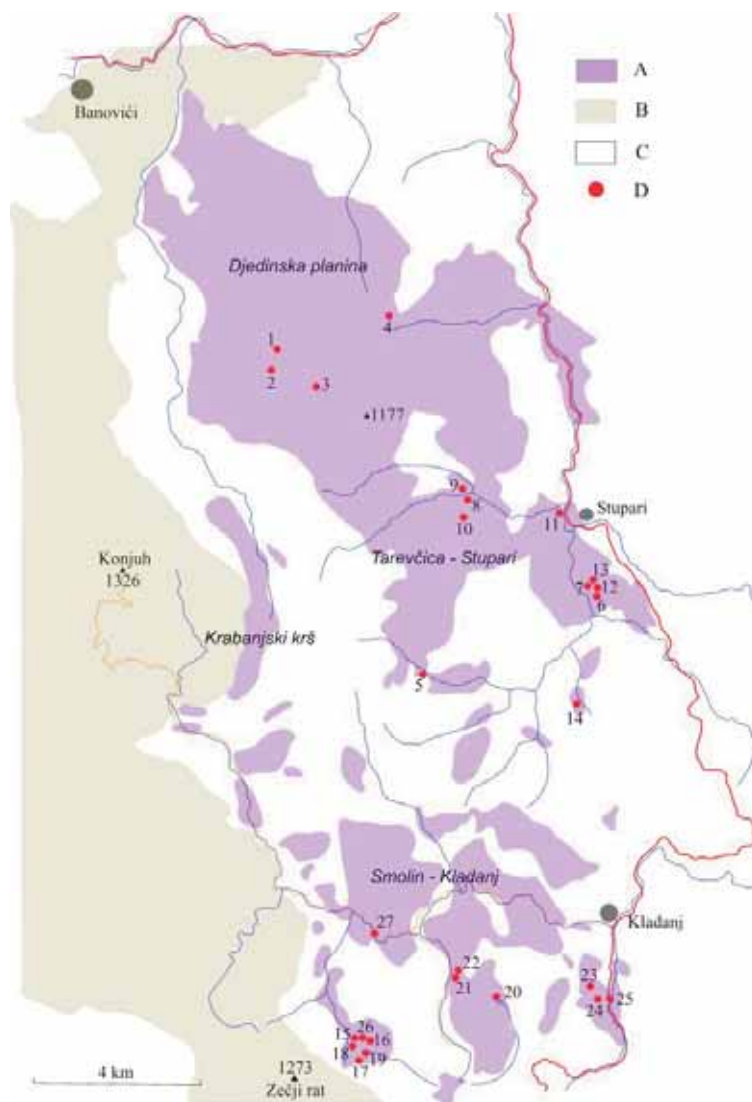 A
B
C
D
Banovići
Djedinska planina
4
1
2
3
1177
9
8
10
11
Stupari
Tarevčica - Stupari
13
7
12
6
Konjuh
1326
Krabanjski krš
5
14
Smolin - Kladanj
Kladanj
27
22
21
20
23
24
25
15
26
16
18
19
17
4 km
1273
Zečji rat